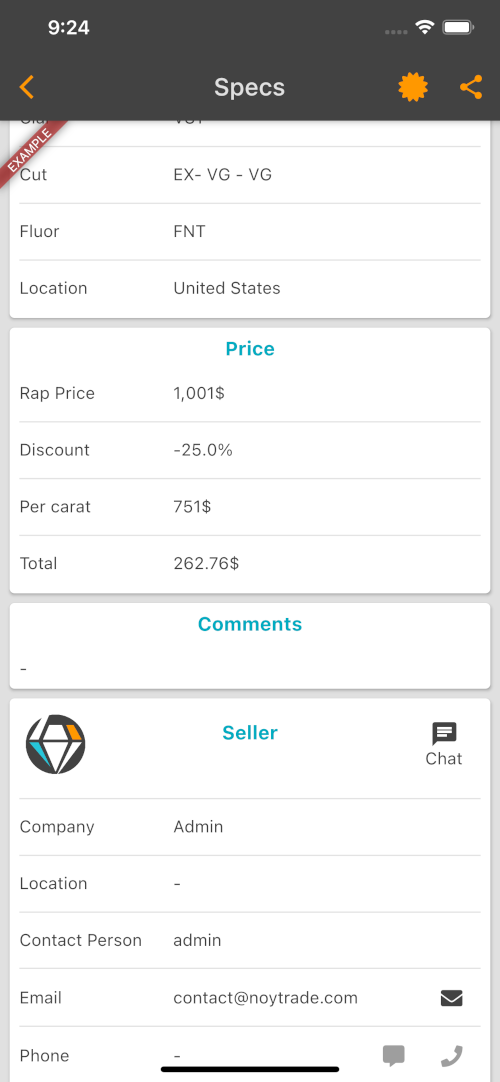 9:24
Specs
EXAMPLE
Cut EX- VG - VG
Fluor FNT
Location United States
Price
Rap Price 1,001$
Discount -25.0%
Per carat 751$
Total 262.76$
Comments
-
Seller
Chat
Company Admin
Location -
Contact Person admin
Email contact@noytrade.com
Phone -